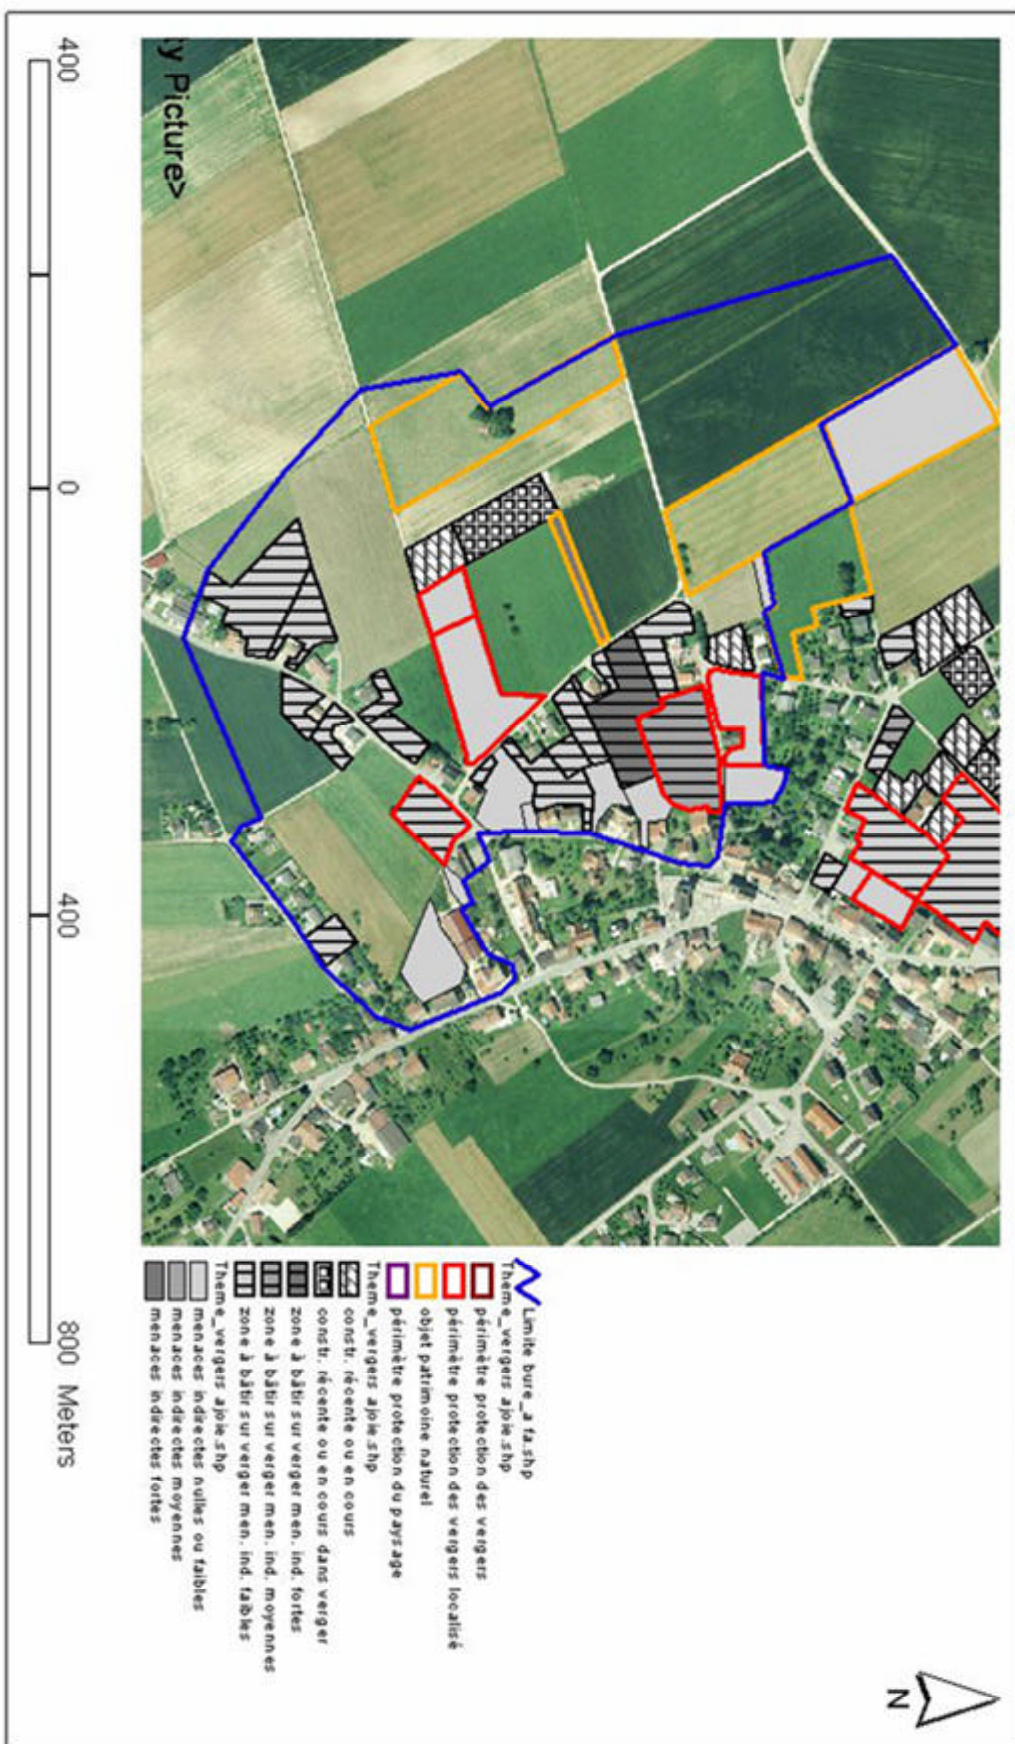 ty Picture>
Limite bure_a fa.shp
Theme_vergers ajoie.shp
périmètre protection des vergers
périmètre protection des vergers localisé
objet patrimoine naturel
périmètre protection du paysage
Theme_vergers ajoie.shp
constr. récente ou en cours
constr. récente ou en cours dans verger
zone à bâtir sur verger men. ind. fortes
zone à bâtir sur verger men. ind. moyennes
zone à bâtir sur verger men. ind. faibles
Theme_vergers ajoie.shp
menaces indirectes nulles ou faibles
menaces indirectes moyennes
menaces indirectes fortes
N
400 0 400 800 Meters